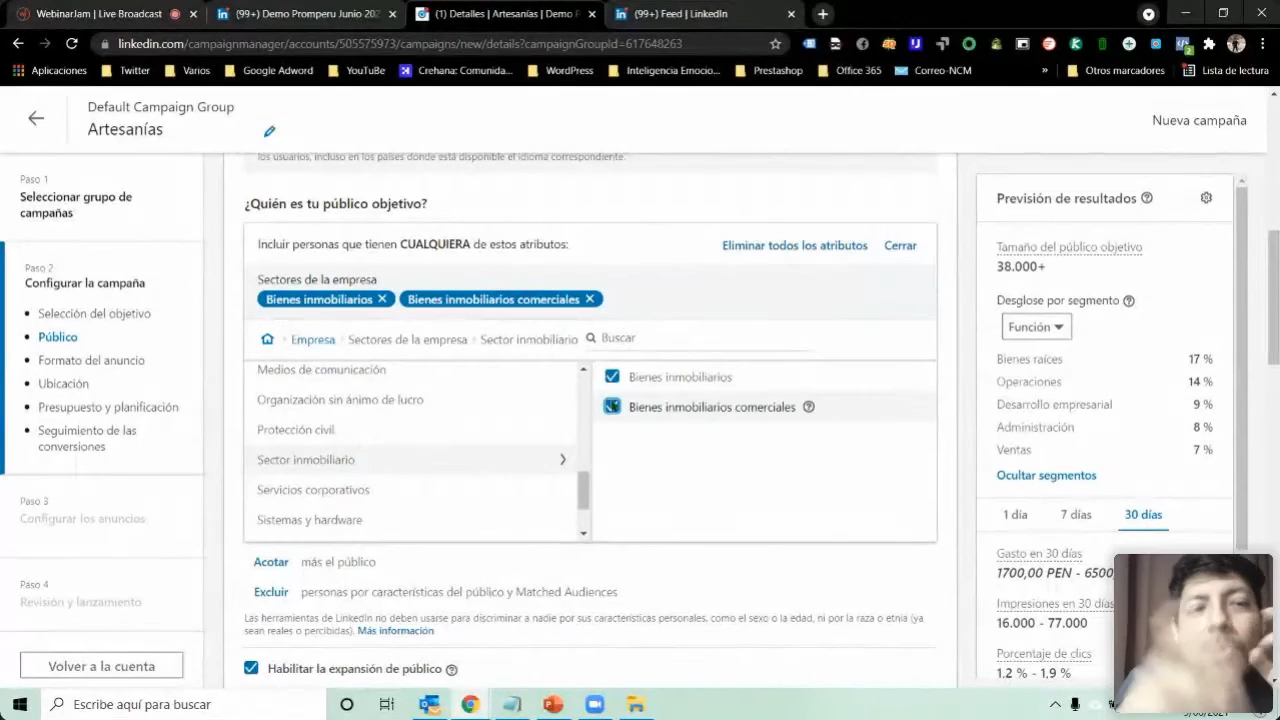 WebinarJam | Live Broadcast
(99+) Demo Promperu Junio 202
(1) Detalles | Artesanías | Demo P
(99+) Feed | LinkedIn
linkedin.com/campaignmanager/accounts/505575973/campaigns/new/details?campaignGroupId=617648263
Aplicaciones
Twitter
Varios
Google Adword
YouTuBe
Crehana: Comunida...
WordPress
Inteligencia Emocio...
Prestashop
Office 365
Correo-NCM
»
Otros marcadores
Lista de lectura
Default Campaign Group
Artesanías
Nueva campaña
Paso 1
Seleccionar grupo de
campañas
Paso 2
Configurar la campaña
Selección del objetivo
Público
Formato del anuncio
Ubicación
Presupuesto y planificación
Seguimiento de las
conversiones
Paso 3
Configurar los anuncios
Paso 4
Revisión y lanzamiento
Volver a la cuenta
los usuarios, incluso en los países donde está disponible el idioma correspondiente.
¿Quién es tu público objetivo?
Incluir personas que tienen CUALQUIERA de estos atributos:
Eliminar todos los atributos
Cerrar
Sectores de la empresa
Bienes inmobiliarios
Bienes inmobiliarios comerciales
Empresa
Sectores de la empresa
Sector inmobiliario
Buscar
Medios de comunicación
Organización sin ánimo de lucro
Protección civil
Sector inmobiliario
Servicios corporativos
Sistemas y hardware
Bienes inmobiliarios
Bienes inmobiliarios comerciales
Acotar más el público
Excluir personas por características del público y Matched Audiences
Las herramientas de LinkedIn no deben usarse para discriminar a nadie por sus características personales, como el sexo o la edad, ni por la raza o etnia (ya
sean reales o percibidas). Más información
Habilitar la expansión de público
Previsión de resultados
Tamaño del público objetivo
38.000+
Desglose por segmento
Función
Bienes raíces 17 %
Operaciones 14 %
Desarrollo empresarial 9 %
Administración 8 %
Ventas 7 %
Ocultar segmentos
1 día
7 días
30 días
Gasto en 30 días
1700,00 PEN - 6500,
Impresiones en 30 días
16.000 - 77.000
Porcentaje de clics
1.2 % - 1,9 %
Escribe aquí para buscar